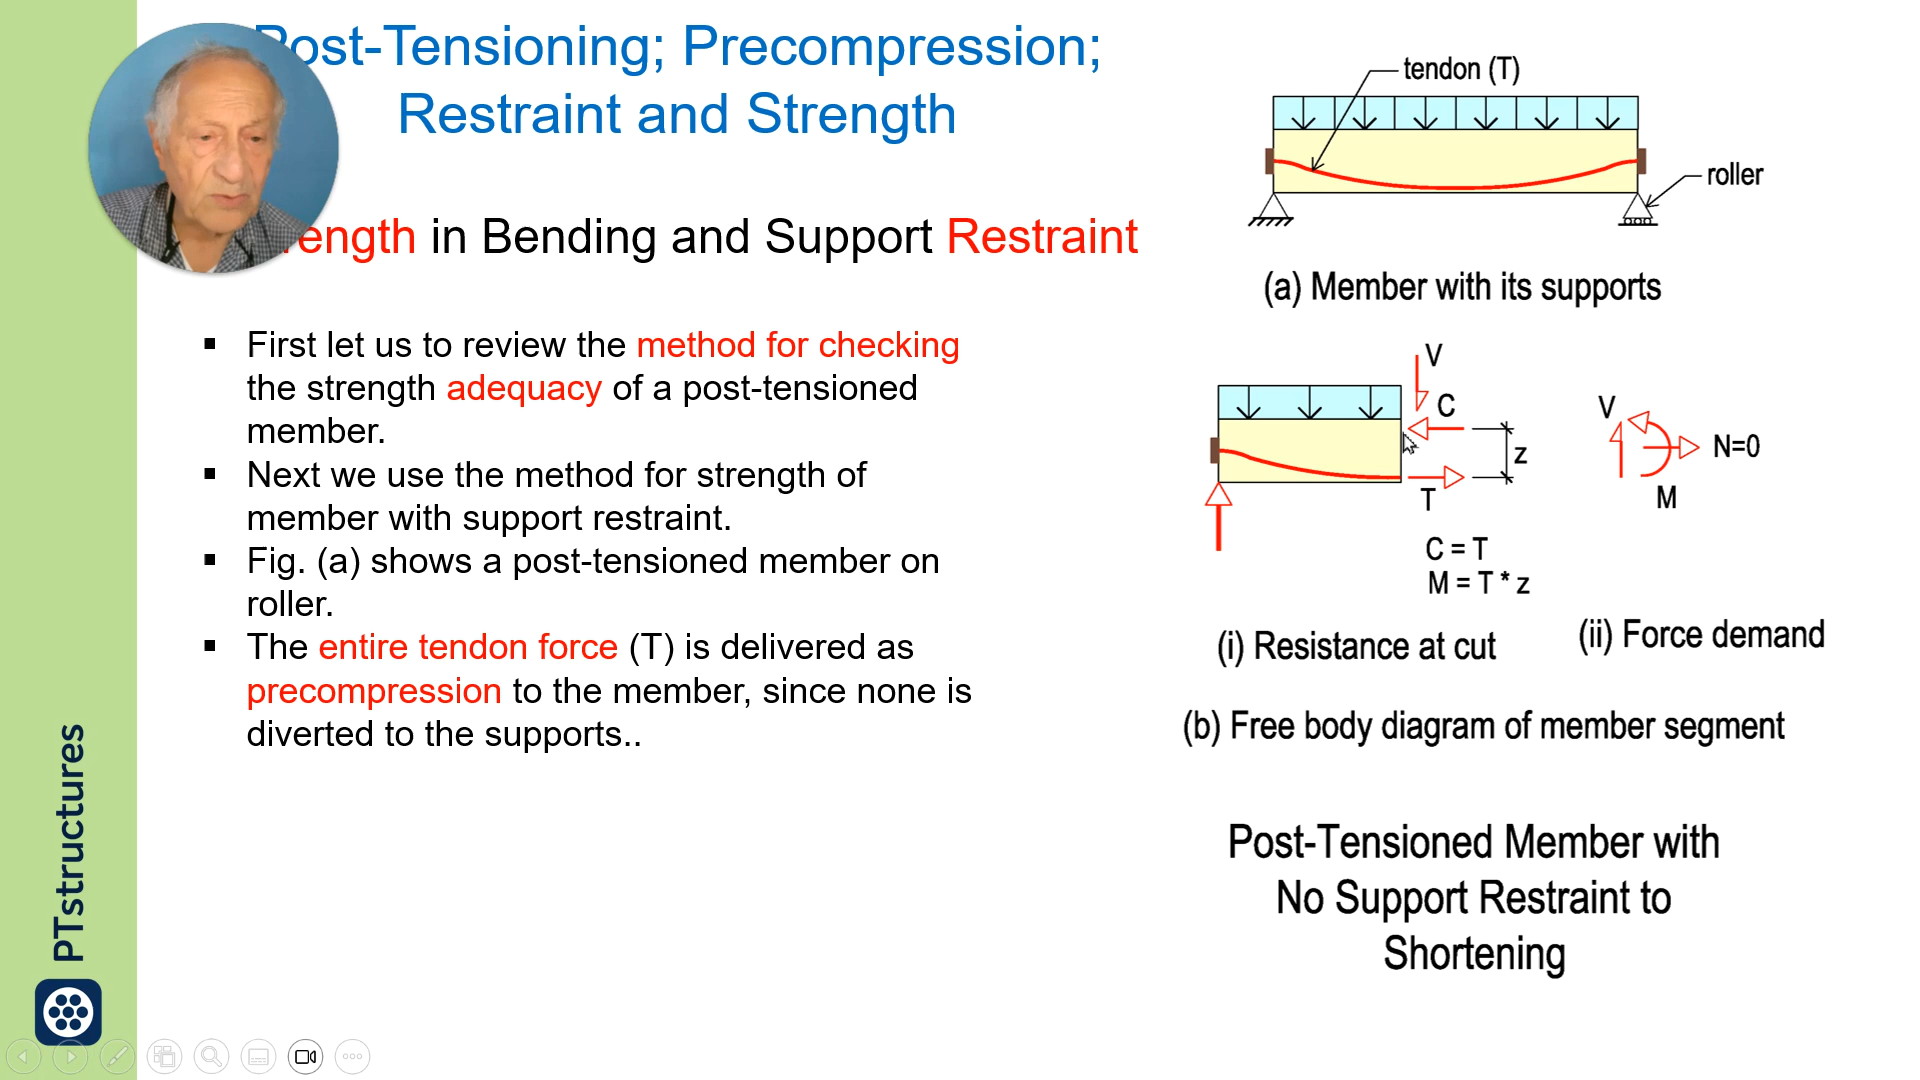 ost-Tensioning; Precompression;
Restraint and Strength
rength in Bending and Support Restraint
▪ First let us to review the method for checking
the strength adequacy of a post-tensioned
member.
▪ Next we use the method for strength of
member with support restraint.
▪ Fig. (a) shows a post-tensioned member on
roller.
▪ The entire tendon force (T) is delivered as
precompression to the member, since none is
diverted to the supports..
tendon (T)
roller
(a) Member with its supports
V
C
z
T
C = T
M = T * z
(i) Resistance at cut
V
N=0
M
(ii) Force demand
(b) Free body diagram of member segment
Post-Tensioned Member with
No Support Restraint to
Shortening
PTstructures